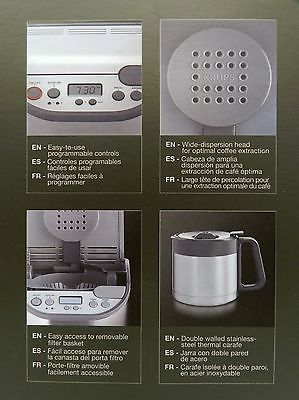 7:30
KRUPS
EN - Easy-to-use
programmable controls
ES - Controles programables
fáciles de usar
FR - Réglages faciles à
programmer
EN - Wide-dispersion head
for optimal coffee extraction
ES - Cabeza de amplia
dispersión para una
extracción de café óptima
FR - Large tête de percolation pour
une extraction optimale du café
EN - Easy access to removable
filter basket
ES - Fácil acceso para remover
la canasta del porta filtro
FR - Porte-filtre amovible
facilement accessible
EN - Double walled stainless-
steel thermal carafe
ES - Jarra con doble pared
de acero
FR - Carafe isolée à double paroi,
en acier inoxydable